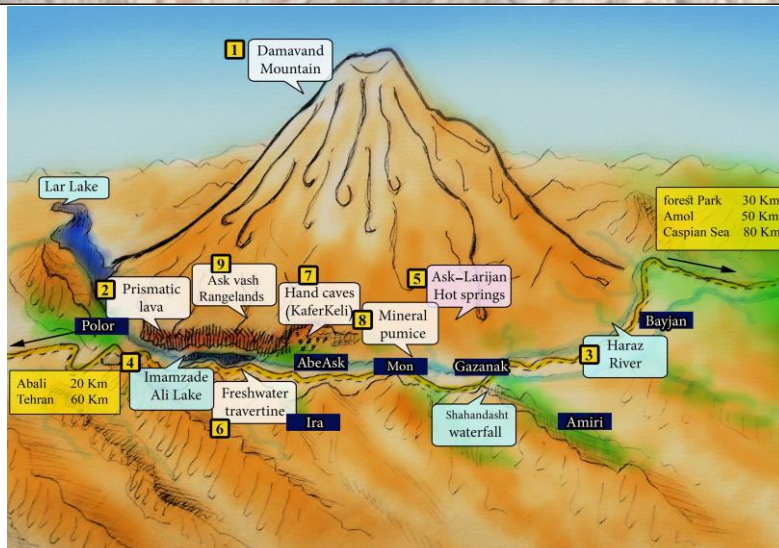 1 Damavand
Mountain
Lar Lake
forest Park 30 Km
Amol 50 Km
Caspian Sea 80 Km
9
Ask vash
Rangelands
7
Hand caves
(KaferKeli)
5
Ask-Larijan
Hot springs
2
Prismatic
lava
8
Mineral
pumice
Polor
Bayjan
AbeAsk
Mon
Gazanak
3
Haraz
River
4
Imamzade
Ali Lake
Abali 20 Km
Tehran 60 Km
Freshwater
travertine
6
Ira
Shahandasht
waterfall
Amiri